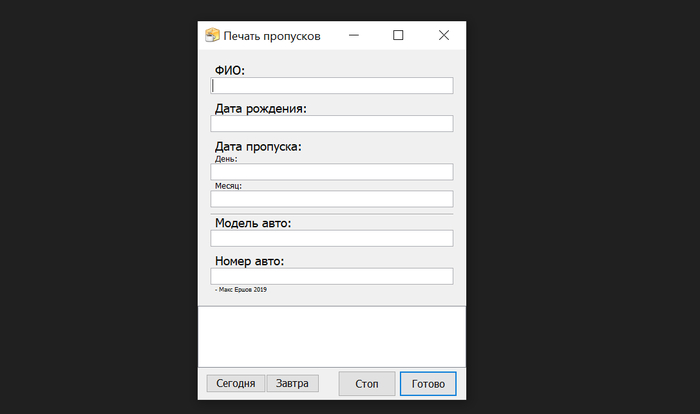 Печать пропусков
ФИО:
Дата рождения:
Дата пропуска:
День:
Месяц:
Модель авто:
Номер авто:
- Макс Ершов 2019
Сегодня Завтра Стоп Готово